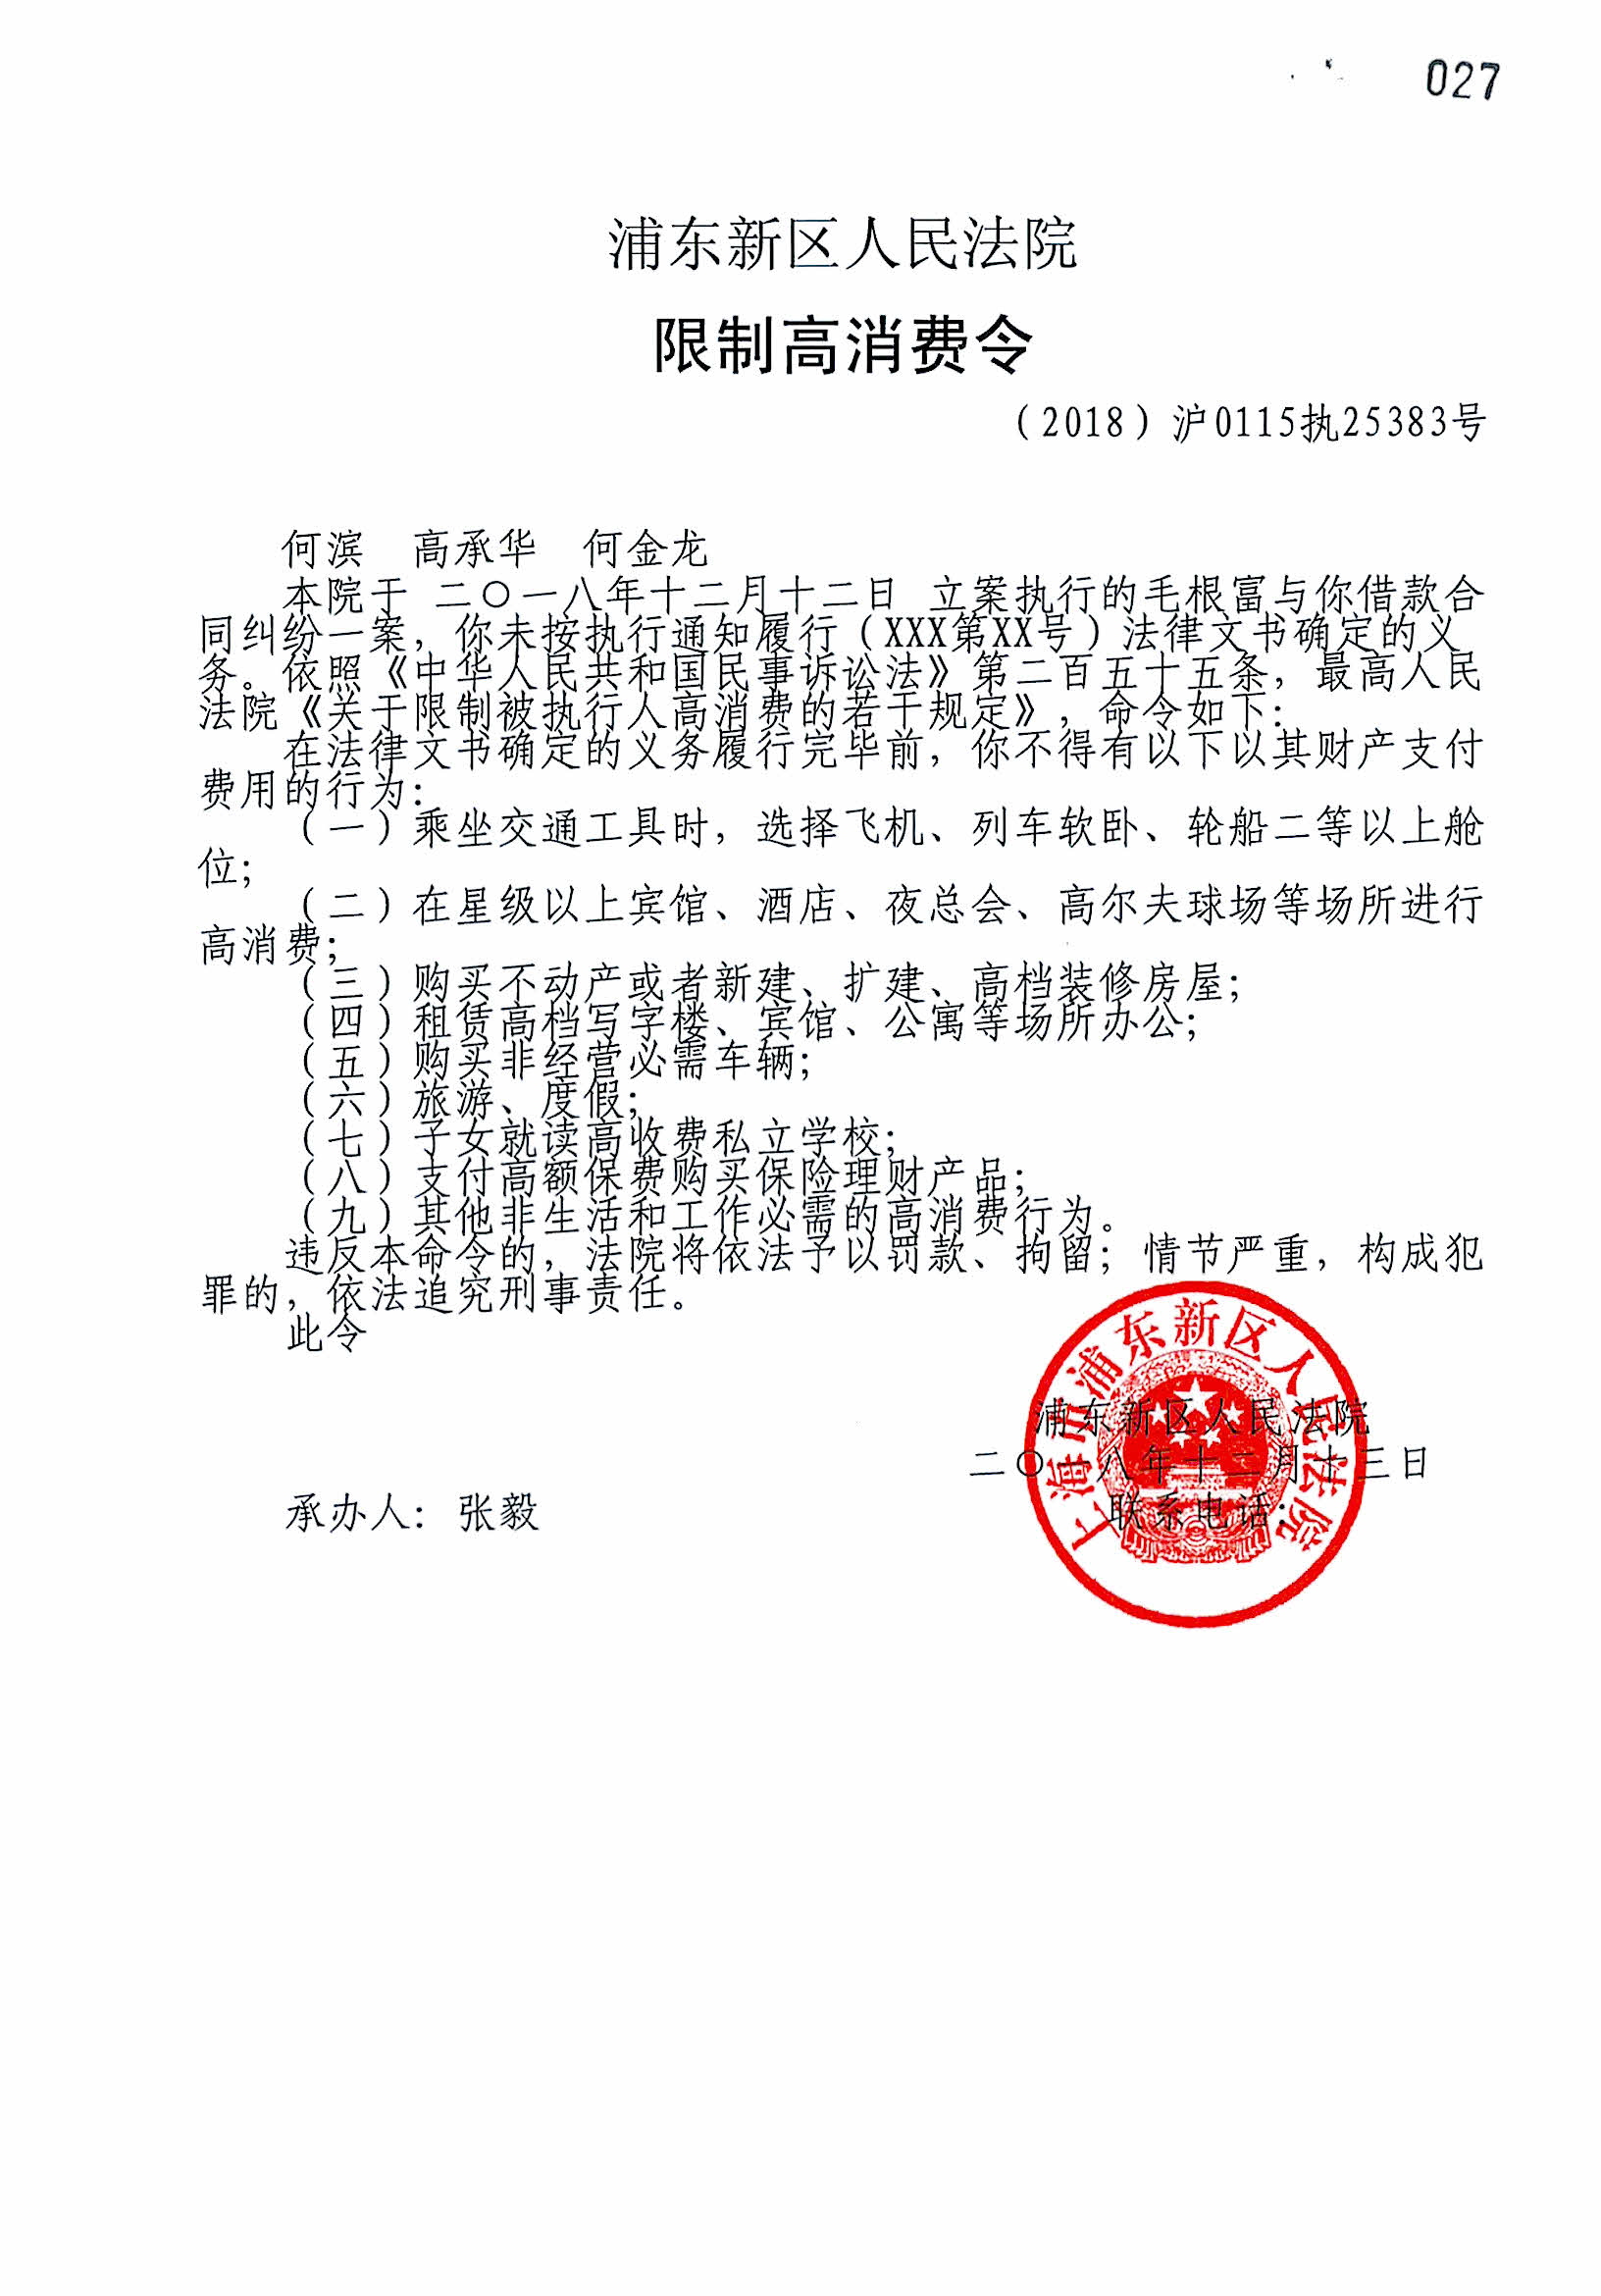 027
浦东新区人民法院
限制高消费令
（2018）沪0115执25383号
何滨 高承华 何金龙
本院于 二〇一八年十二月十二日 立案执行的毛根富与你借款合
同纠纷一案，你未按执行通知履行（XXX第XX号）法律文书确定的义
务。依照《中华人民共和国民事诉讼法》第二百五十五条，最高人民
法院《关于限制被执行人高消费的若干规定》，命令如下：
在法律文书确定的义务履行完毕前，你不得有以下以其财产支付
费用的行为：
（一）乘坐交通工具时，选择飞机、列车软卧、轮船二等以上舱
位；
（二）在星级以上宾馆、酒店、夜总会、高尔夫球场等场所进行
高消费；
（三）购买不动产或者新建、扩建、高档装修房屋；
（四）租赁高档写字楼、宾馆、公寓等场所办公；
（五）购买非经营必需车辆；
（六）旅游、度假；
（七）子女就读高收费私立学校；
（八）支付高额保费购买保险理财产品；
（九）其他非生活和工作必需的高消费行为。
违反本命令的，法院将依法予以罚款、拘留；情节严重，构成犯
罪的，依法追究刑事责任。
此令
上海市浦东新区人民法院
浦东新区人民法院
二〇一八年十二月十三日
承办人：张毅 联系电话：